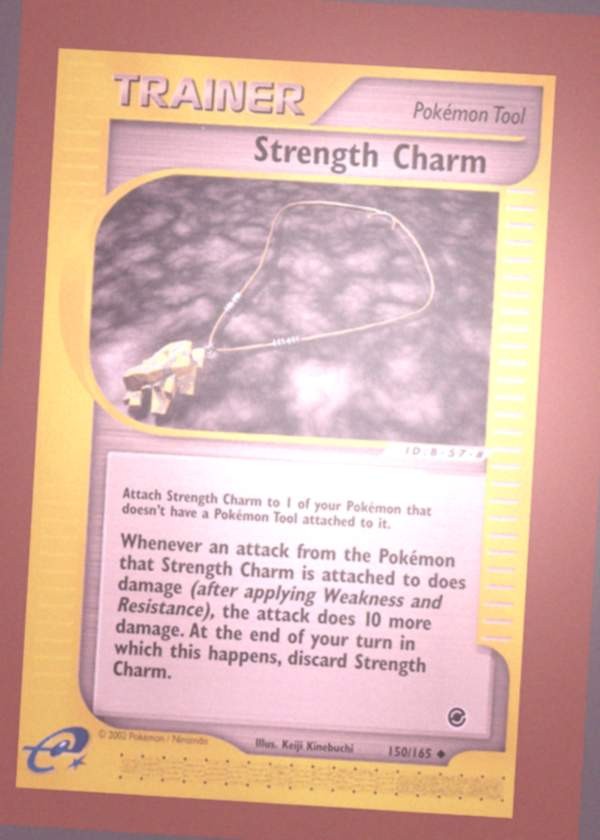 TRAINER
Pokémon Tool
Strength Charm
ID:B-57-#
Attach Strength Charm to 1 of your Pokémon that
doesn't have a Pokémon Tool attached to it.
Whenever an attack from the Pokémon
that Strength Charm is attached to does
damage (after applying Weakness and
Resistance), the attack does 10 more
damage. At the end of your turn in
which this happens, discard Strength
Charm.
© 2002 Pokémon / Nintendo
Illus. Keiji Kinebuchi 150/165